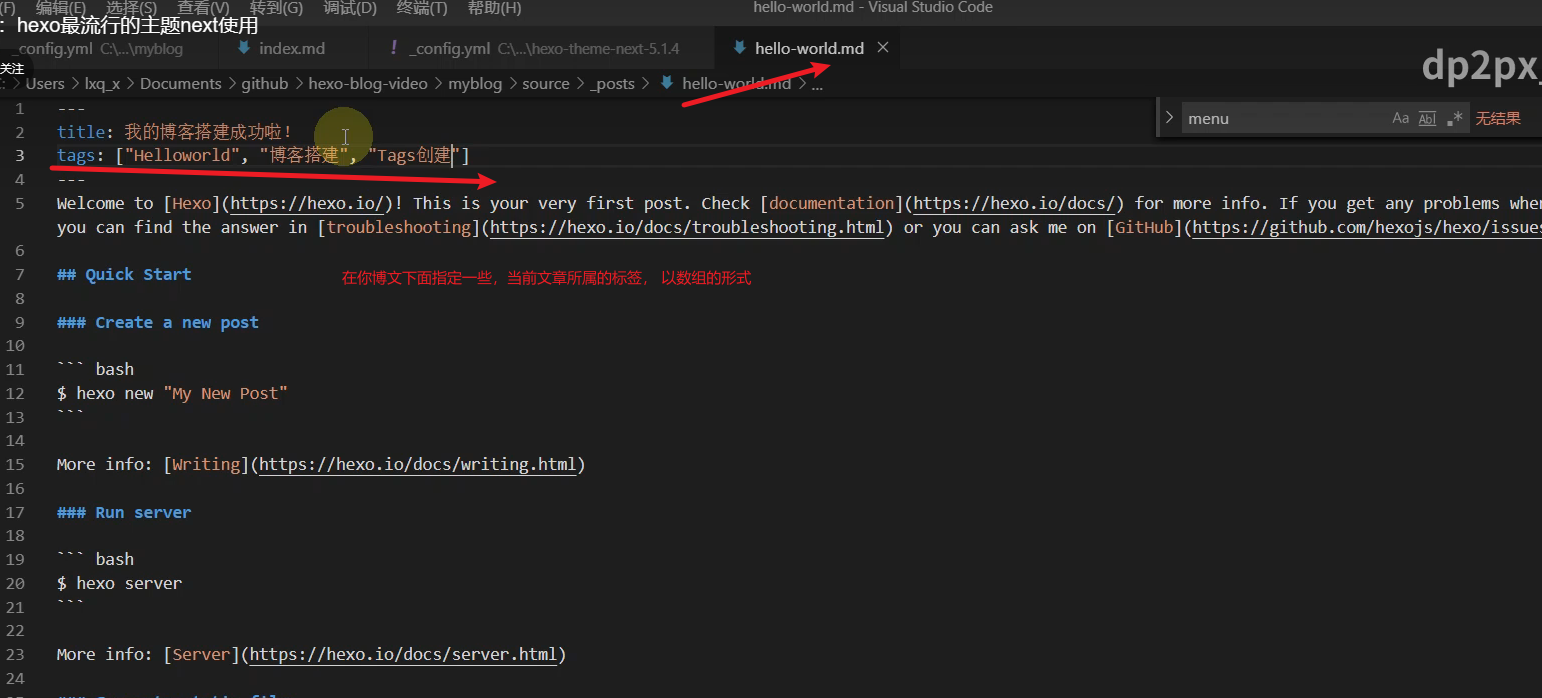 (F) 编辑(E) 选择(S) 查看(V) 转到(G) 调试(D) 终端(T) 帮助(H) hello-world.md - Visual Studio Code
: hexo最流行的主题next使用
_config.yml C:\...\myblog index.md ! _config.yml C:\...\hexo-theme-next-5.1.4 hello-world.md ×
关注
dp2px
: > Users > lxq_x > Documents > github > hexo-blog-video > myblog > source > _posts > hello-world.md > ...
menu Aa Abl .* 无结果
1 ---
2 title: 我的博客搭建成功啦!
3 tags: ["Helloworld", "博客搭建", "Tags创建"]
4 ---
5 Welcome to [Hexo](https://hexo.io/)! This is your very first post. Check [documentation](https://hexo.io/docs/) for more info. If you get any problems when
you can find the answer in [troubleshooting](https://hexo.io/docs/troubleshooting.html) or you can ask me on [GitHub](https://github.com/hexojs/hexo/issues
6
7 ## Quick Start
在你博文下面指定一些，当前文章所属的标签， 以数组的形式
8
9 ### Create a new post
10
11 ``` bash
12 $ hexo new "My New Post"
13 ```
14
15 More info: [Writing](https://hexo.io/docs/writing.html)
16
17 ### Run server
18
19 ``` bash
20 $ hexo server
21 ```
22
23 More info: [Server](https://hexo.io/docs/server.html)
24